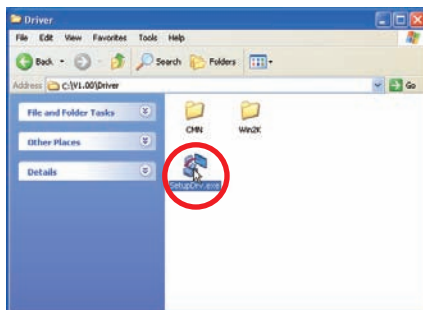 Driver
File Edit View Favorites Tools Help
Back Search Folders
Address C:\V1.00\Driver Go
File and Folder Tasks
Other Places
Details
CMN Win2K
SetupDrv.exe